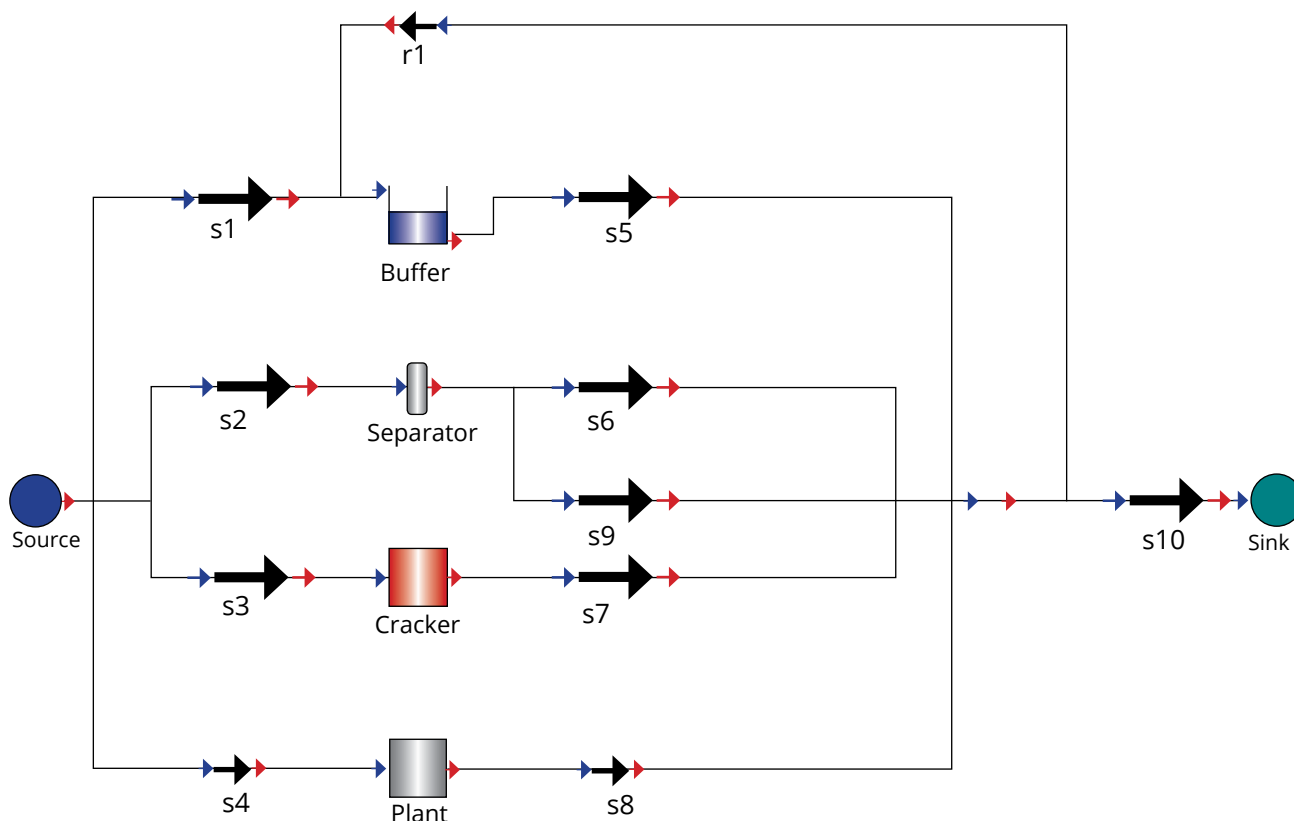 r1
s1
s5
Buffer
s2
Separator
s6
Source
s9
s10
Sink
s3
Cracker
s7
s4
Plant
s8